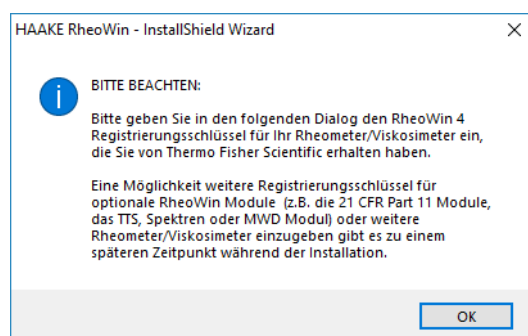 HAAKE RheoWin - InstallShield Wizard
BITTE BEACHTEN:
Bitte geben Sie in den folgenden Dialog den RheoWin 4
Registrierungsschlüssel für Ihr Rheometer/Viskosimeter ein,
die Sie von Thermo Fisher Scientific erhalten haben.
Eine Möglichkeit weitere Registrierungsschlüssel für
optionale RheoWin Module (z.B. die 21 CFR Part 11 Module,
das TTS, Spektren oder MWD Modul) oder weitere
Rheometer/Viskosimeter einzugeben gibt es zu einem
späteren Zeitpunkt während der Installation.
OK